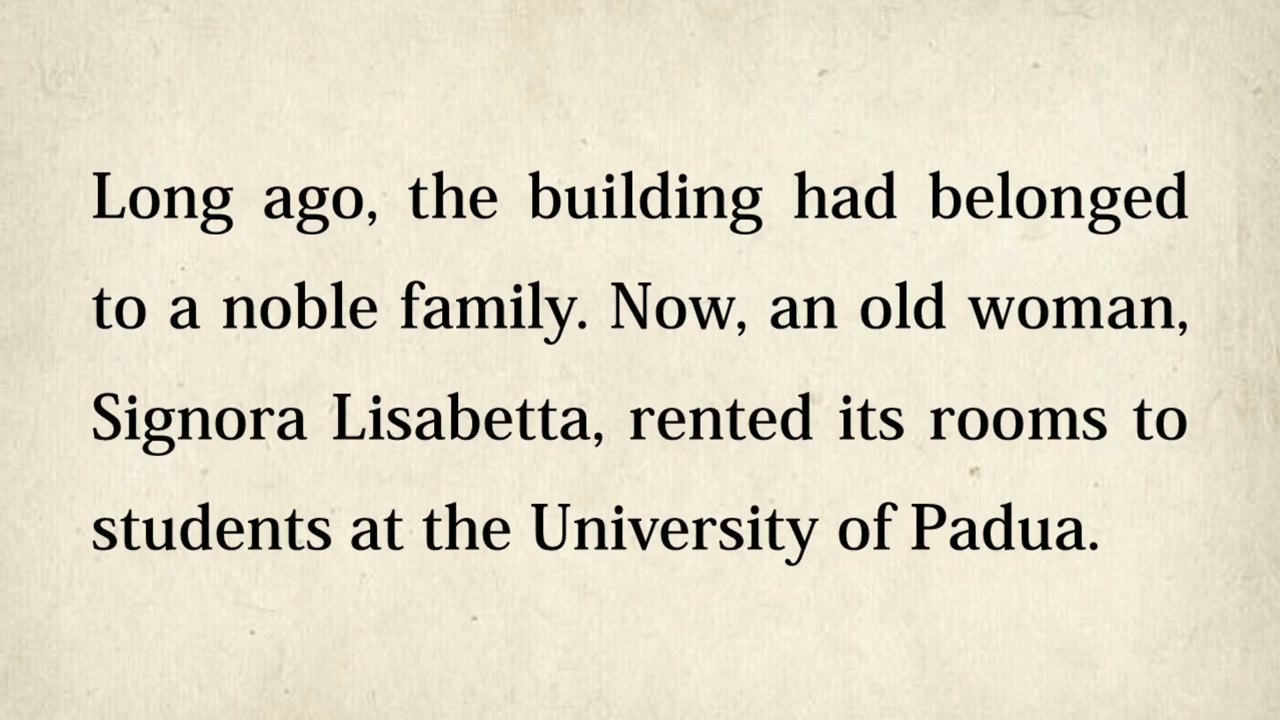 Long ago, the building had belonged
to a noble family. Now, an old woman,
Signora Lisabetta, rented its rooms to
students at the University of Padua.